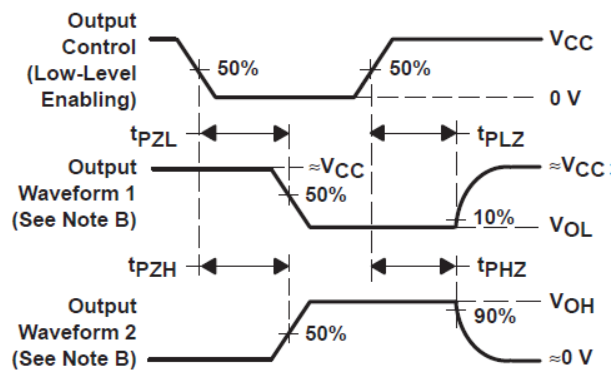 Output
Control
(Low-Level
Enabling)
50%
50%
VCC
0 V
tPZL
tPLZ
Output
Waveform 1
(See Note B)
≈VCC
50%
≈VCC
10%
VOL
tPZH
tPHZ
Output
Waveform 2
(See Note B)
50%
VOH
90%
≈0 V